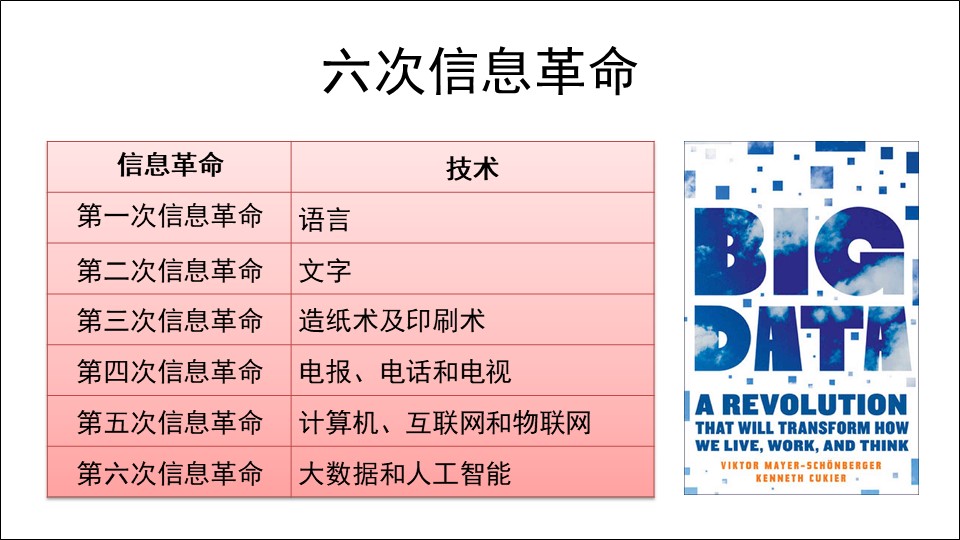 六次信息革命
信息革命 技术
第一次信息革命 语言
第二次信息革命 文字
第三次信息革命 造纸术及印刷术
第四次信息革命 电报、电话和电视
第五次信息革命 计算机、互联网和物联网
第六次信息革命 大数据和人工智能
BIG
DATA
A REVOLUTION
THAT WILL TRANSFORM HOW
WE LIVE, WORK, AND THINK
VIKTOR MAYER-SCHÖNBERGER
KENNETH CUKIER